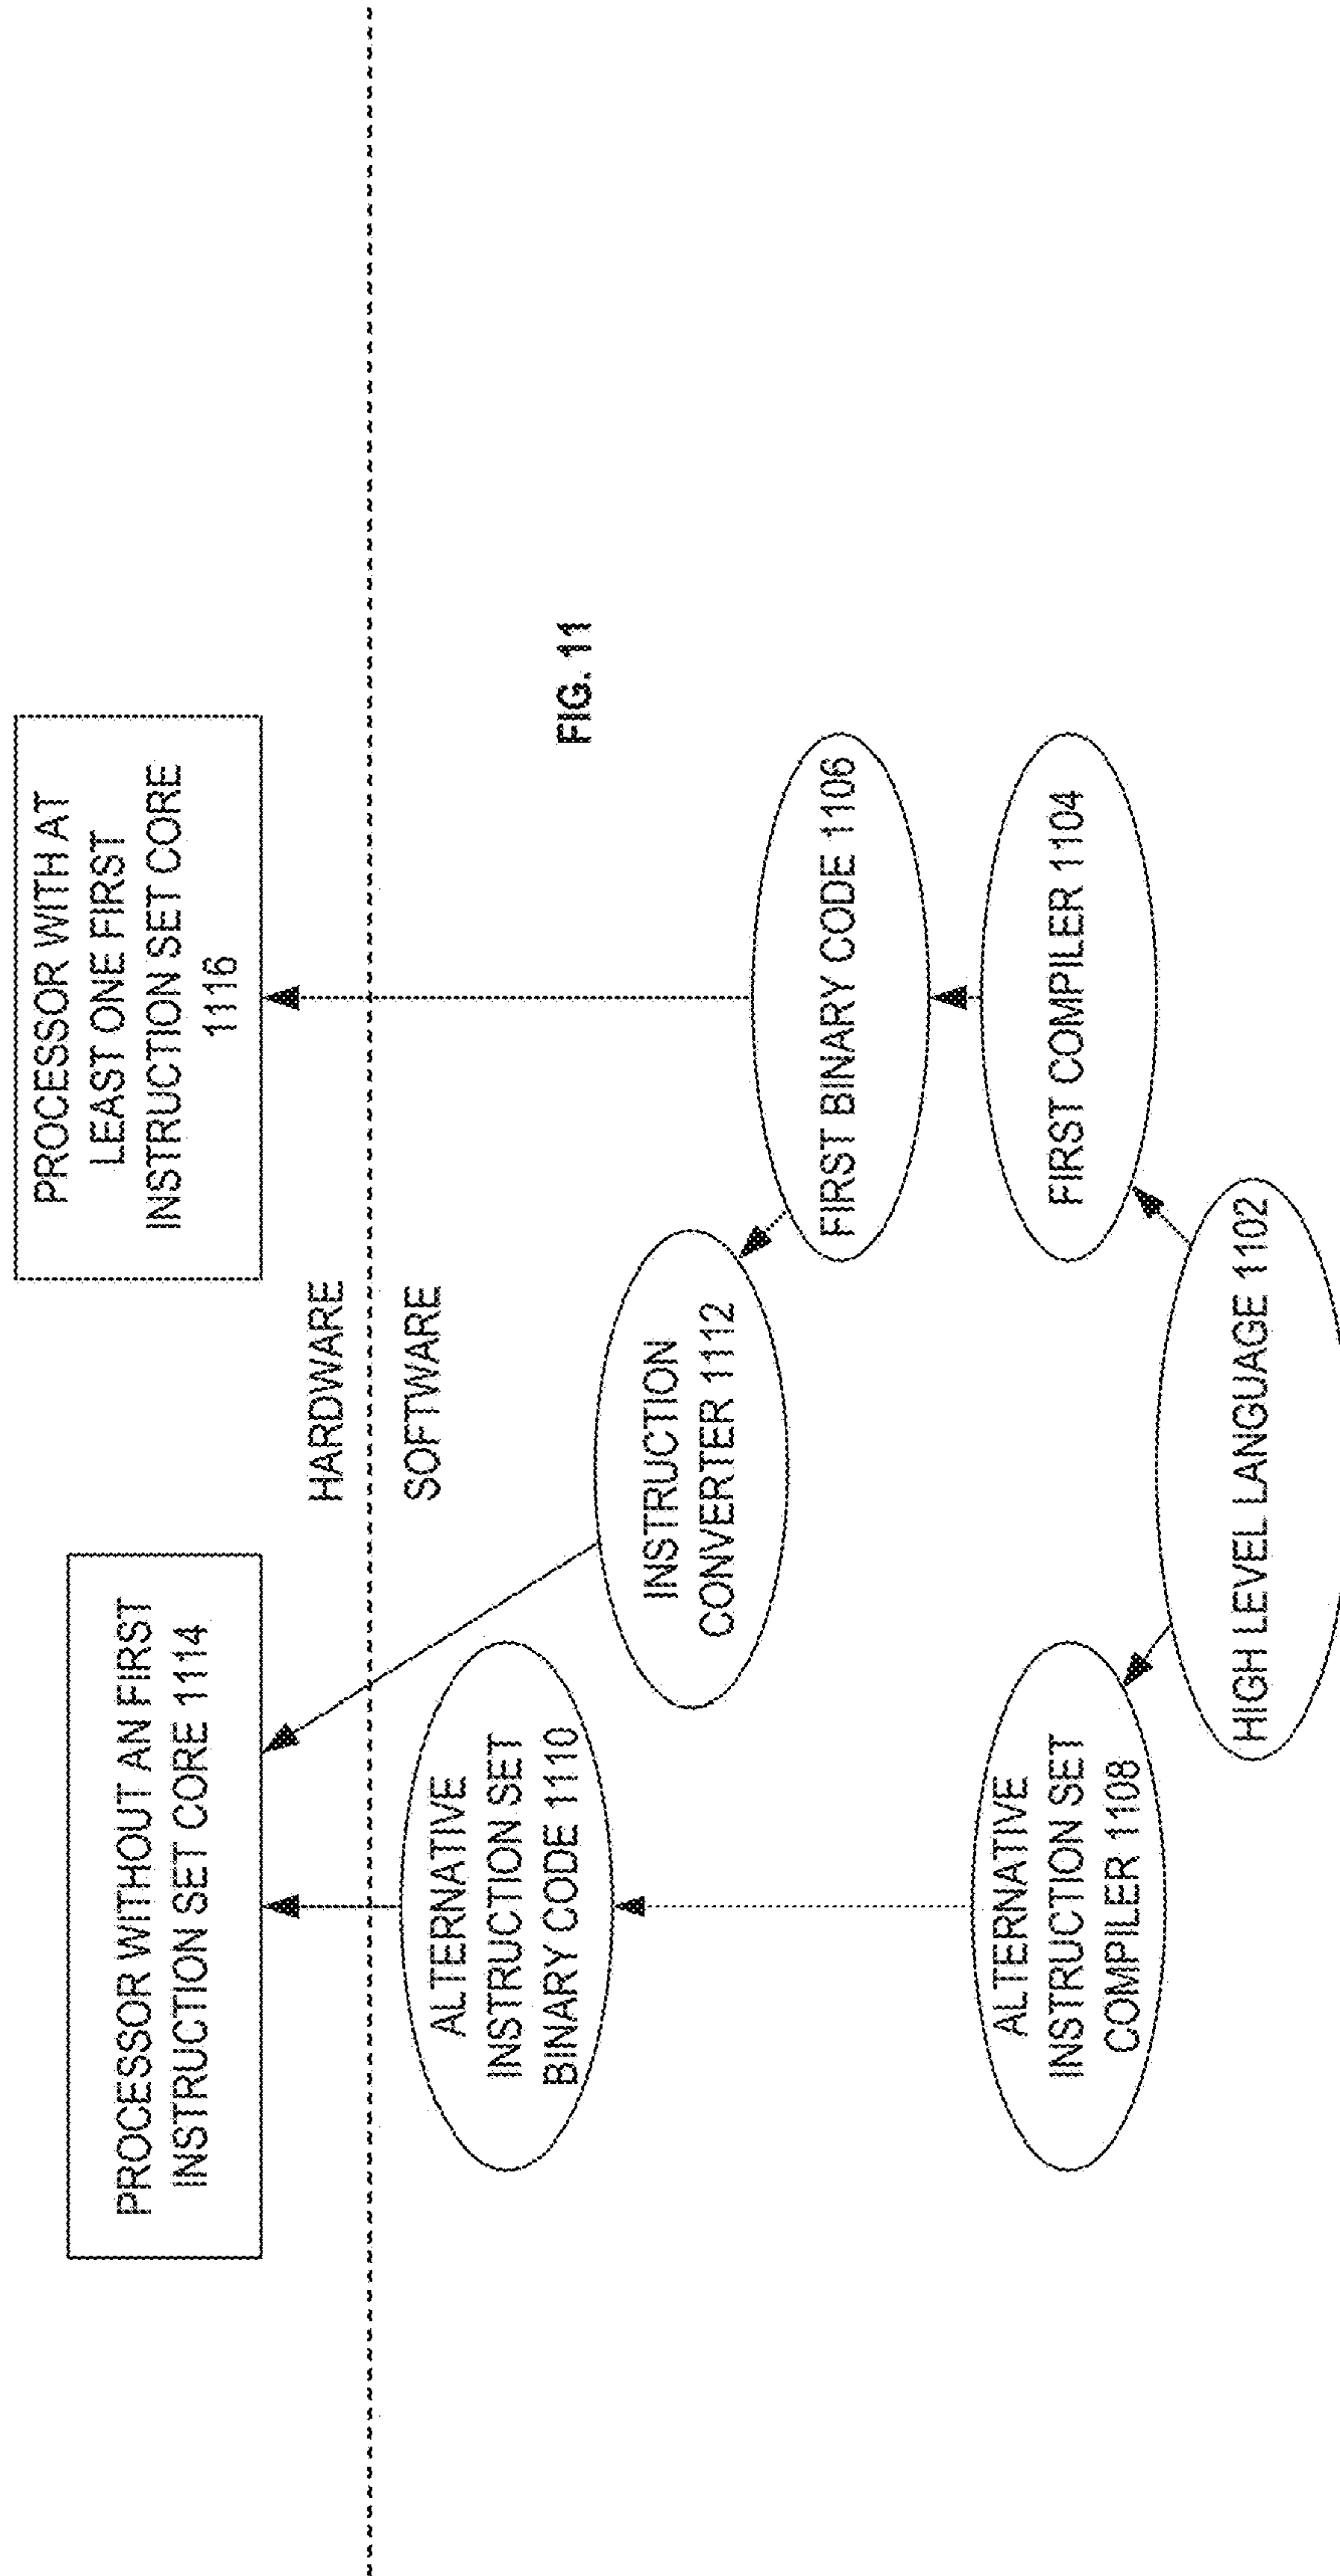 PROCESSOR WITHOUT AN FIRST
INSTRUCTION SET CORE 1114
PROCESSOR WITH AT
LEAST ONE FIRST
INSTRUCTION SET CORE
1116
HARDWARE
SOFTWARE
ALTERNATIVE
INSTRUCTION SET
BINARY CODE 1110
FIG. 11
INSTRUCTION
CONVERTER 1112
FIRST BINARY CODE 1106
ALTERNATIVE
INSTRUCTION SET
COMPILER 1108
FIRST COMPILER 1104
HIGH LEVEL LANGUAGE 1102